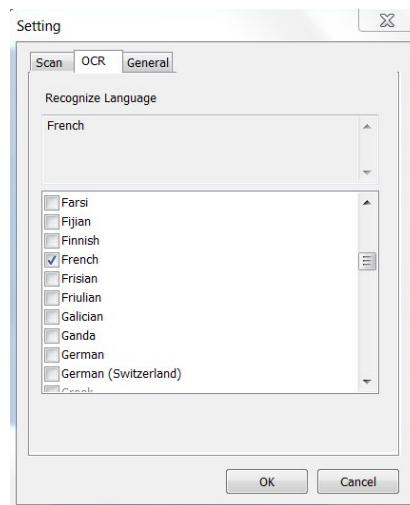 Setting
Scan OCR General
Recognize Language
French
Farsi
Fijian
Finnish
French
Frisian
Friulian
Galician
Ganda
German
German (Switzerland)
Greek
OK Cancel